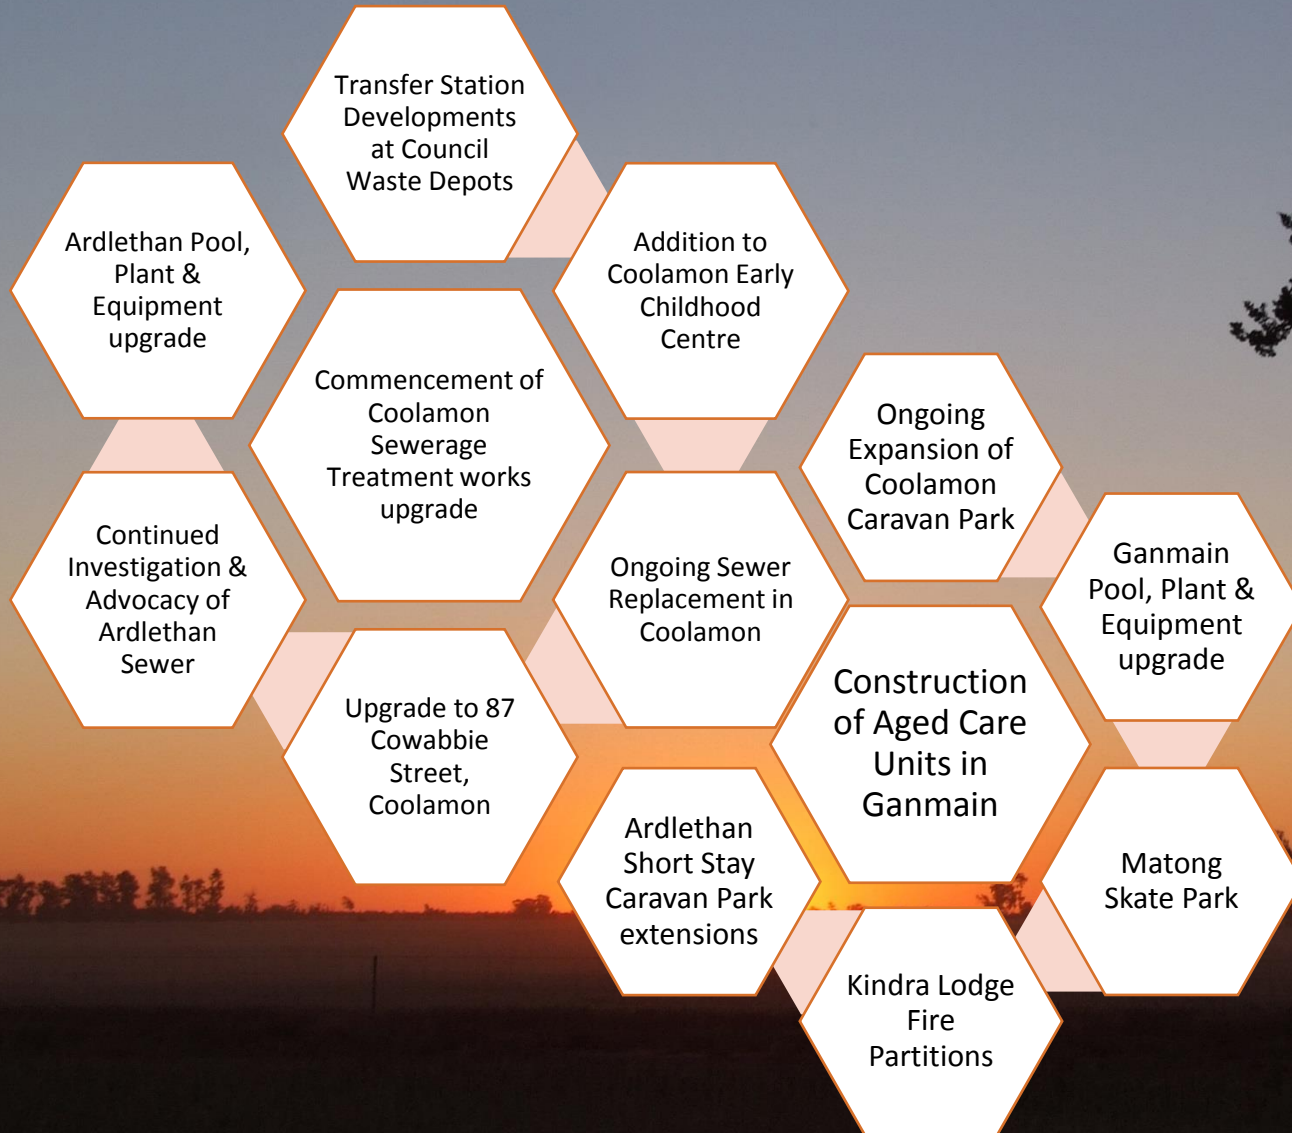 Transfer Station
Developments
at Council
Waste Depots
Ardlethan Pool,
Plant &
Equipment
upgrade
Addition to
Coolamon Early
Childhood
Centre
Commencement of
Coolamon
Sewerage
Treatment works
upgrade
Ongoing
Expansion of
Coolamon
Caravan Park
Continued
Investigation &
Advocacy of
Ardlethan
Sewer
Ongoing Sewer
Replacement in
Coolamon
Ganmain
Pool, Plant &
Equipment
upgrade
Upgrade to 87
Cowabbie
Street,
Coolamon
Construction
of Aged Care
Units in
Ganmain
Ardlethan
Short Stay
Caravan Park
extensions
Matong
Skate Park
Kindra Lodge
Fire
Partitions